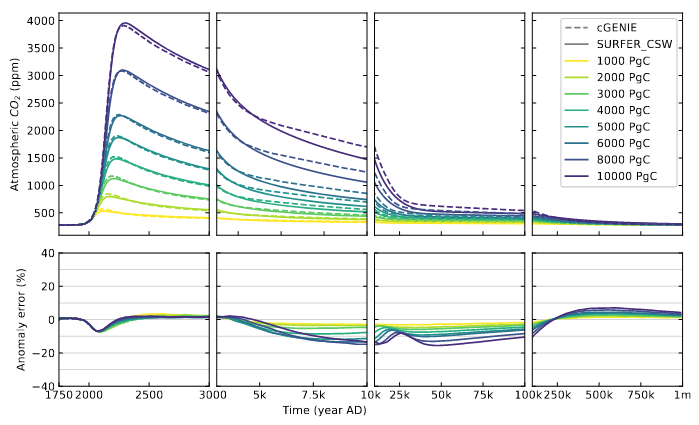 4000
3500
3000
2500
2000
1500
1000
500
Atmospheric CO2 (ppm)
cGENIE
SURFER_CSW
1000 PgC
2000 PgC
3000 PgC
4000 PgC
5000 PgC
6000 PgC
8000 PgC
10000 PgC
40
20
0
−20
−40
Anomaly error (%)
1750 2000 2500 3000 5k 7.5k 10k 25k 50k 75k 100k 250k 500k 750k 1m
Time (year AD)